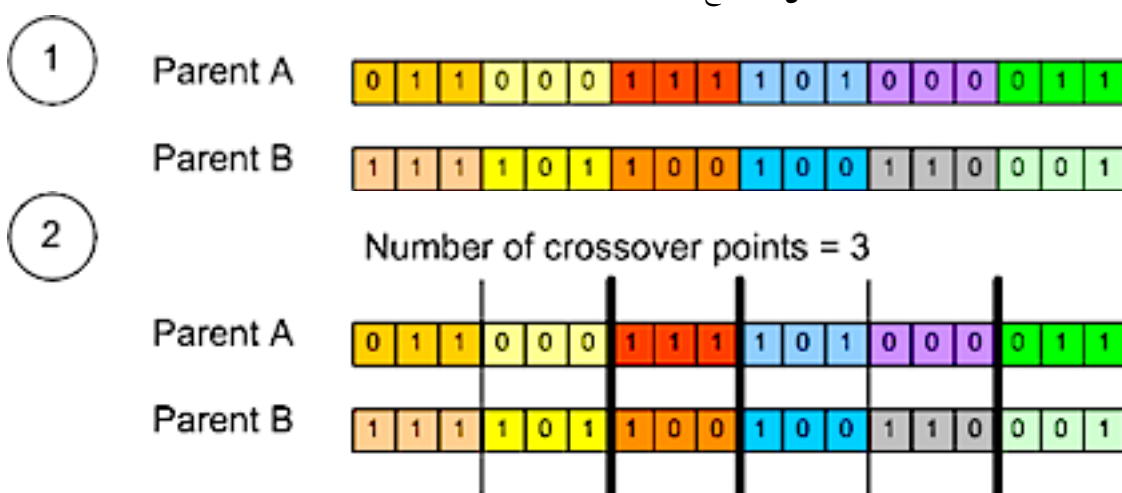 1
Parent A 0 1 1 0 0 0 1 1 1 1 0 1 0 0 0 0 1 1
Parent B 1 1 1 1 0 1 1 0 0 1 0 0 1 1 0 0 0 1
2
Number of crossover points = 3
Parent A 0 1 1 0 0 0 1 1 1 1 0 1 0 0 0 0 1 1
Parent B 1 1 1 1 0 1 1 0 0 1 0 0 1 1 0 0 0 1